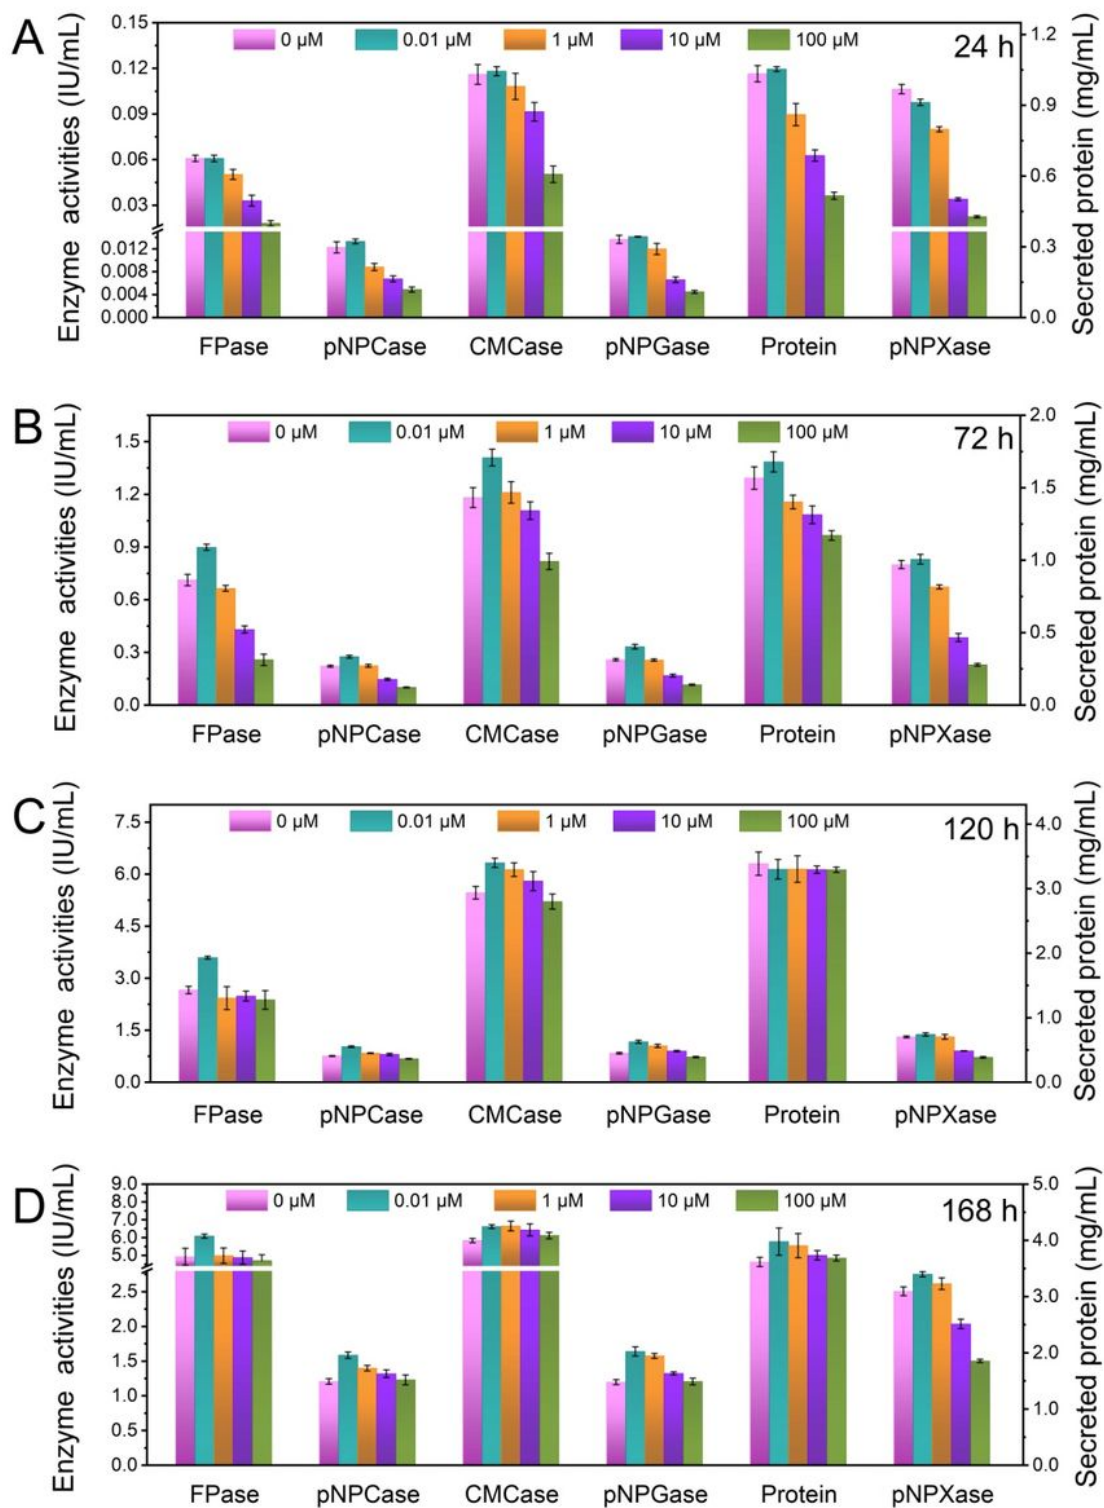 A
0 µM 0.01 µM 1 µM 10 µM 100 µM
24 h
Enzyme activities (IU/mL)
0.15
0.12
0.09
0.06
0.03
0.012
0.008
0.004
0.000
Secreted protein (mg/mL)
1.2
0.9
0.6
0.3
0.0
FPase pNPCase CMCase pNPGase Protein pNPXase
B
0 µM 0.01 µM 1 µM 10 µM 100 µM
72 h
Enzyme activities (IU/mL)
1.5
1.2
0.9
0.6
0.3
0.0
Secreted protein (mg/mL)
2.0
1.5
1.0
0.5
0.0
FPase pNPCase CMCase pNPGase Protein pNPXase
C
0 µM 0.01 µM 1 µM 10 µM 100 µM
120 h
Enzyme activities (IU/mL)
7.5
6.0
4.5
3.0
1.5
0.0
Secreted protein (mg/mL)
4.0
3.0
2.0
1.0
0.0
FPase pNPCase CMCase pNPGase Protein pNPXase
D
0 µM 0.01 µM 1 µM 10 µM 100 µM
168 h
Enzyme activities (IU/mL)
9.0
8.0
7.0
6.0
5.0
2.5
2.0
1.5
1.0
0.5
0.0
Secreted protein (mg/mL)
5.0
4.0
3.0
2.0
1.0
0.0
FPase pNPCase CMCase pNPGase Protein pNPXase